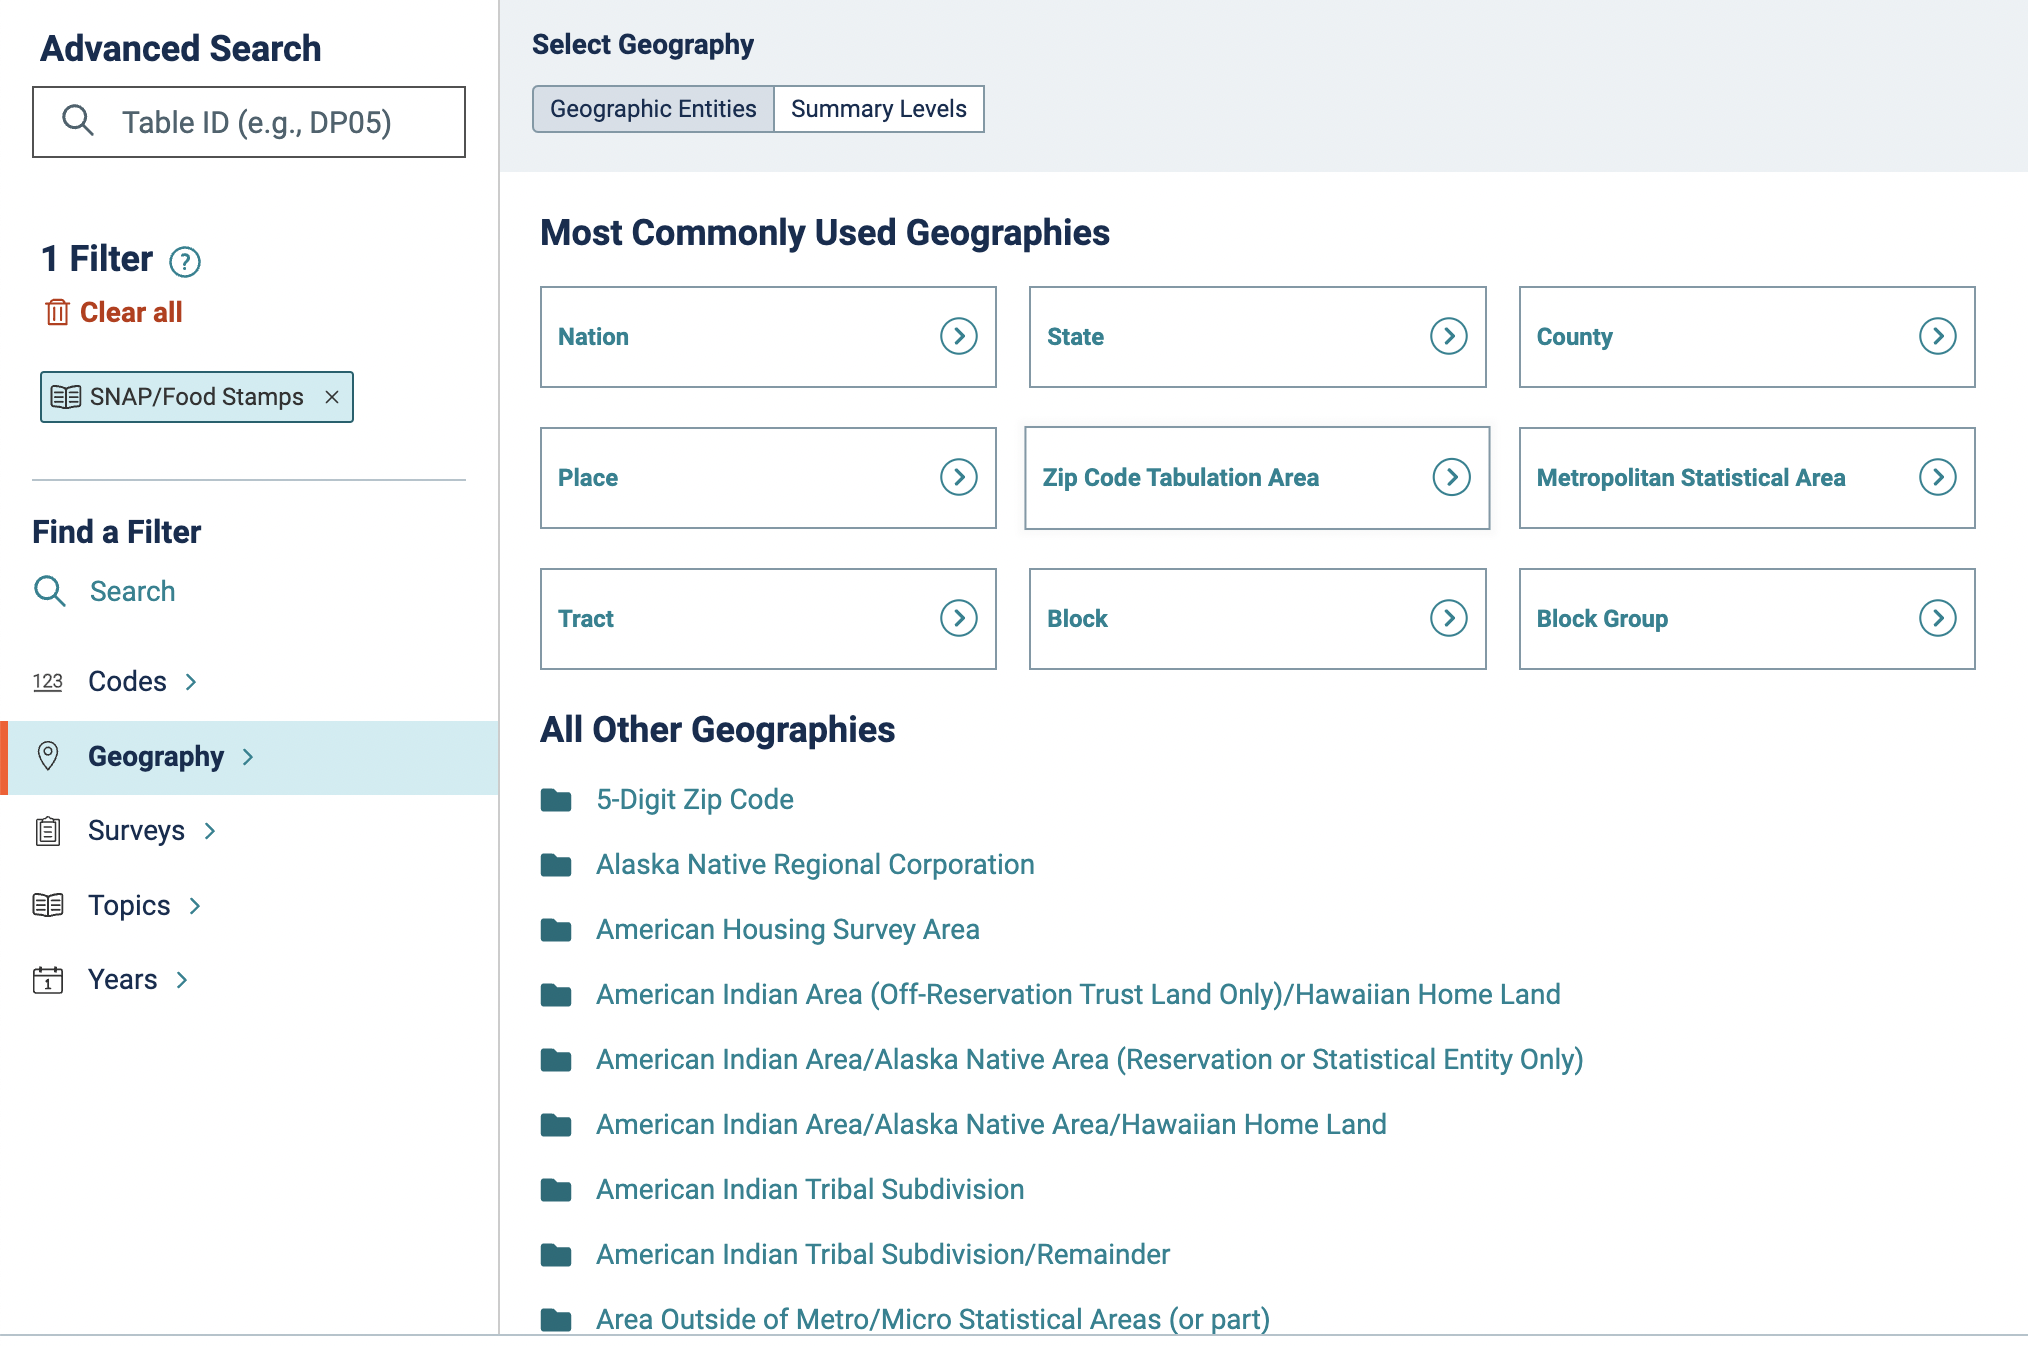 Advanced Search
Table ID (e.g., DP05)
1 Filter ?
Clear all
SNAP/Food Stamps ×
Find a Filter
Search
123 Codes
Geography
Surveys
Topics
1 Years
Select Geography
Geographic Entities
Summary Levels
Most Commonly Used Geographies
Nation
State
County
Place
Zip Code Tabulation Area
Metropolitan Statistical Area
Tract
Block
Block Group
All Other Geographies
5-Digit Zip Code
Alaska Native Regional Corporation
American Housing Survey Area
American Indian Area (Off-Reservation Trust Land Only)/Hawaiian Home Land
American Indian Area/Alaska Native Area (Reservation or Statistical Entity Only)
American Indian Area/Alaska Native Area/Hawaiian Home Land
American Indian Tribal Subdivision
American Indian Tribal Subdivision/Remainder
Area Outside of Metro/Micro Statistical Areas (or part)